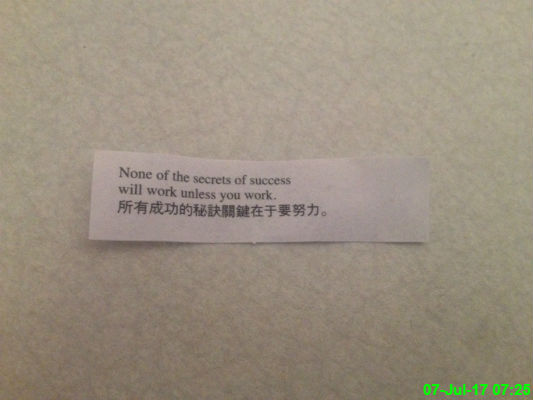 None of the secrets of success
will work unless you work.
所有成功的秘訣關鍵在于要努力。
07-Jul-17 07:25